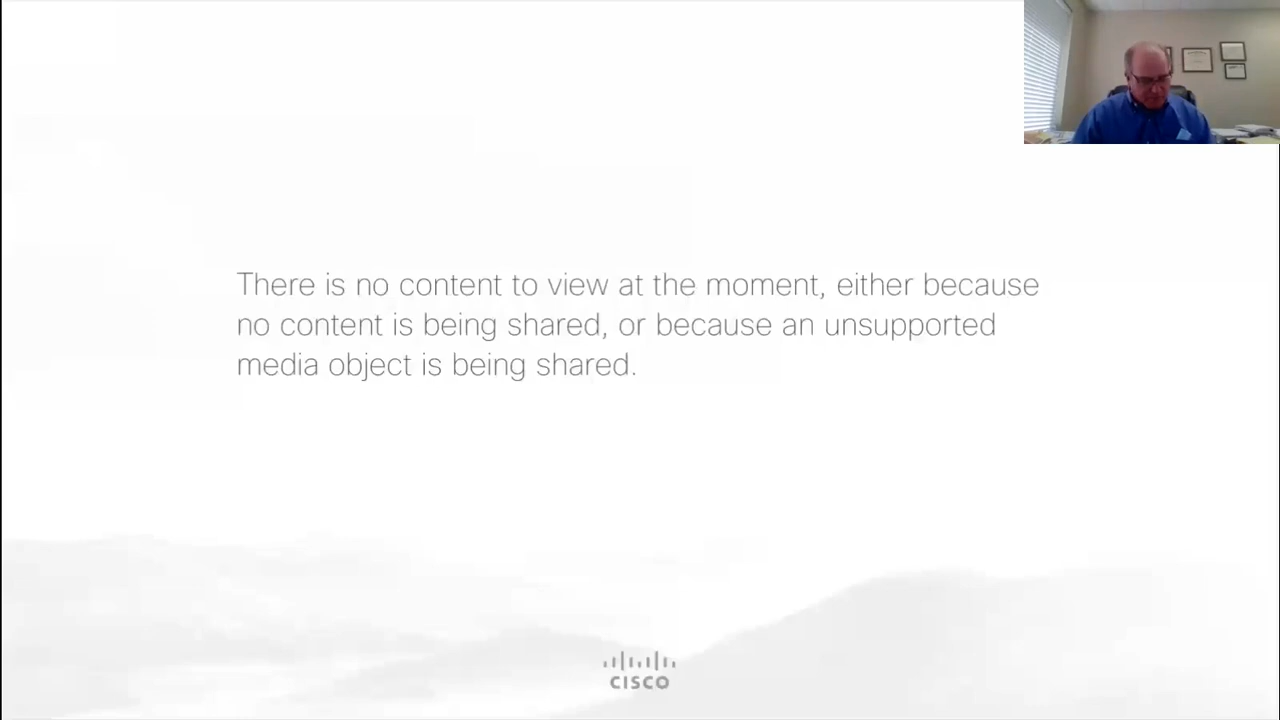 There is no content to view at the moment, either because
no content is being shared, or because an unsupported
media object is being shared.
CISCO